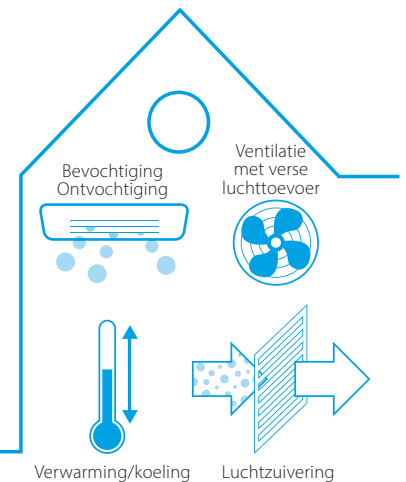 Bevochtiging
Ontvochtiging
Ventilatie
met verse
luchttoevoer
Verwarming/koeling
Luchtzuivering